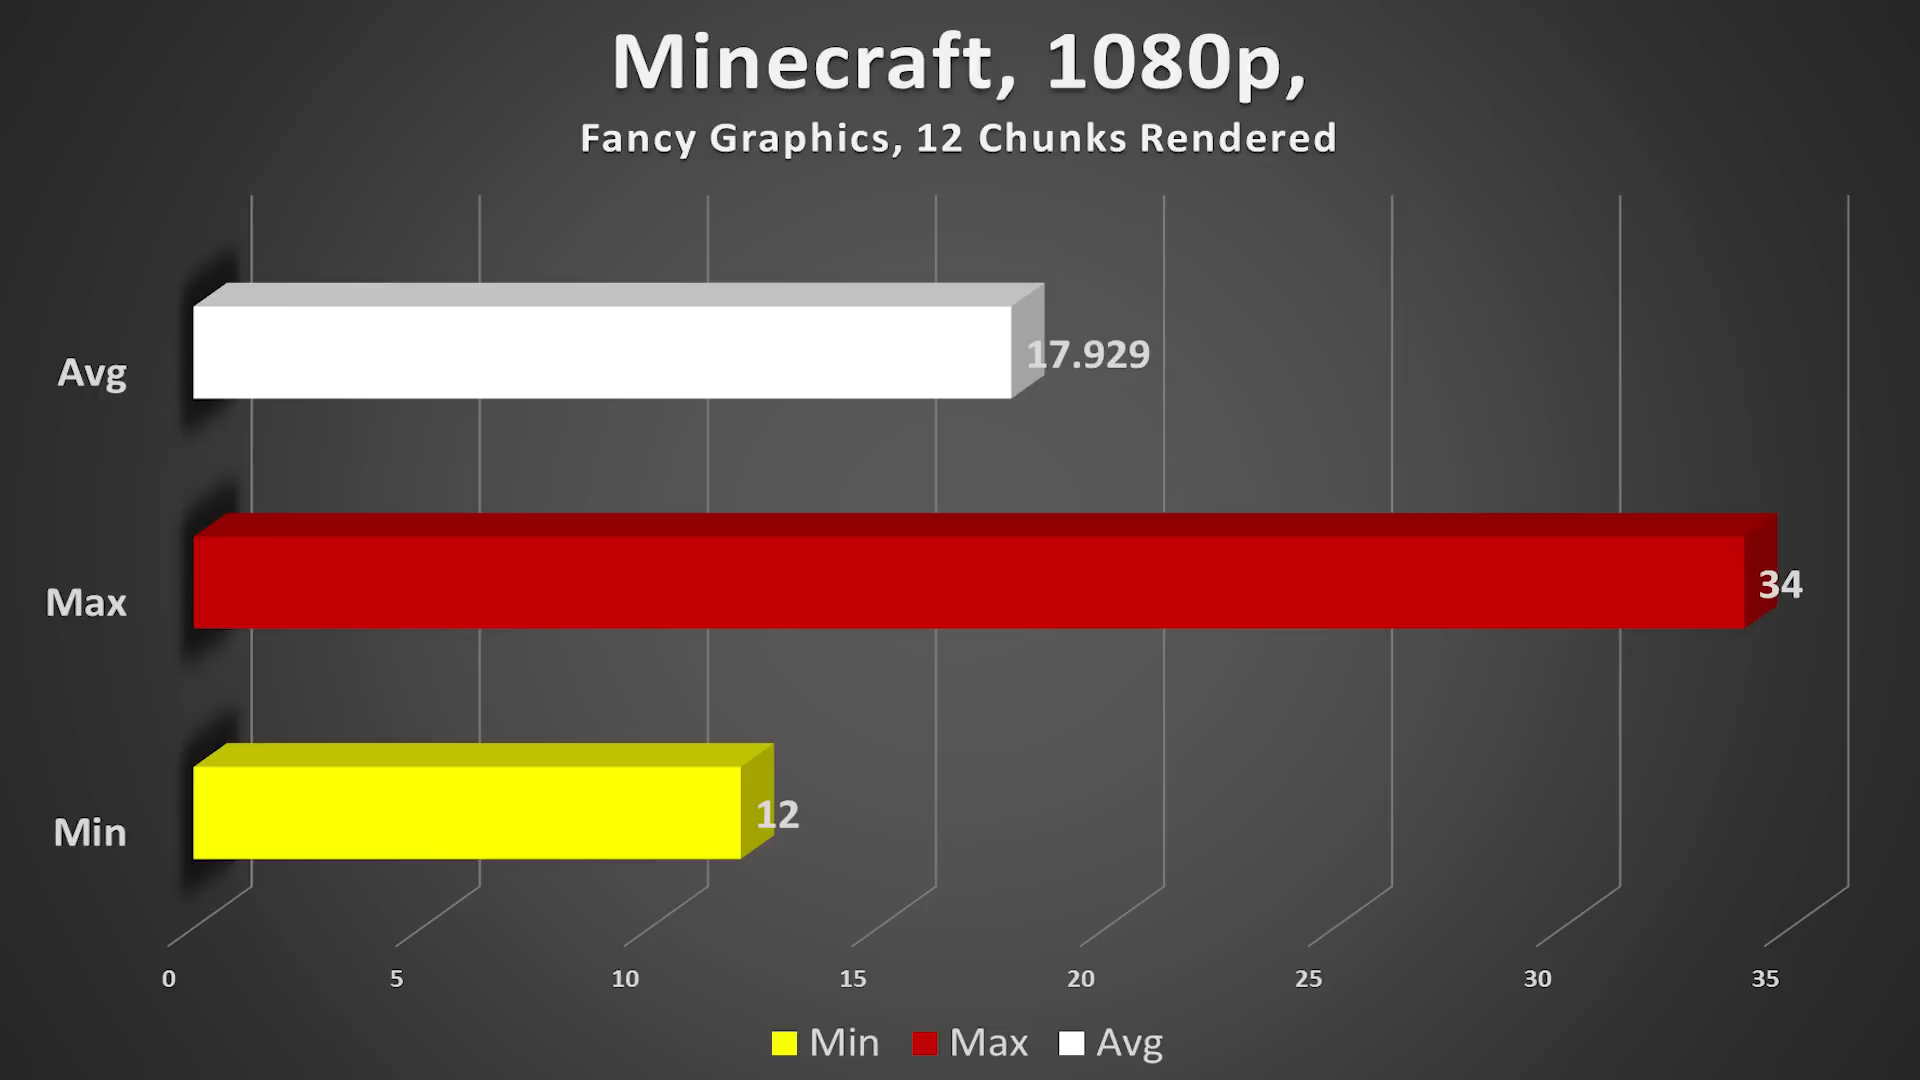 Minecraft, 1080p,
Fancy Graphics, 12 Chunks Rendered
Avg
17.929
Max
34
Min
12
0 5 10 15 20 25 30 35
Min Max Avg